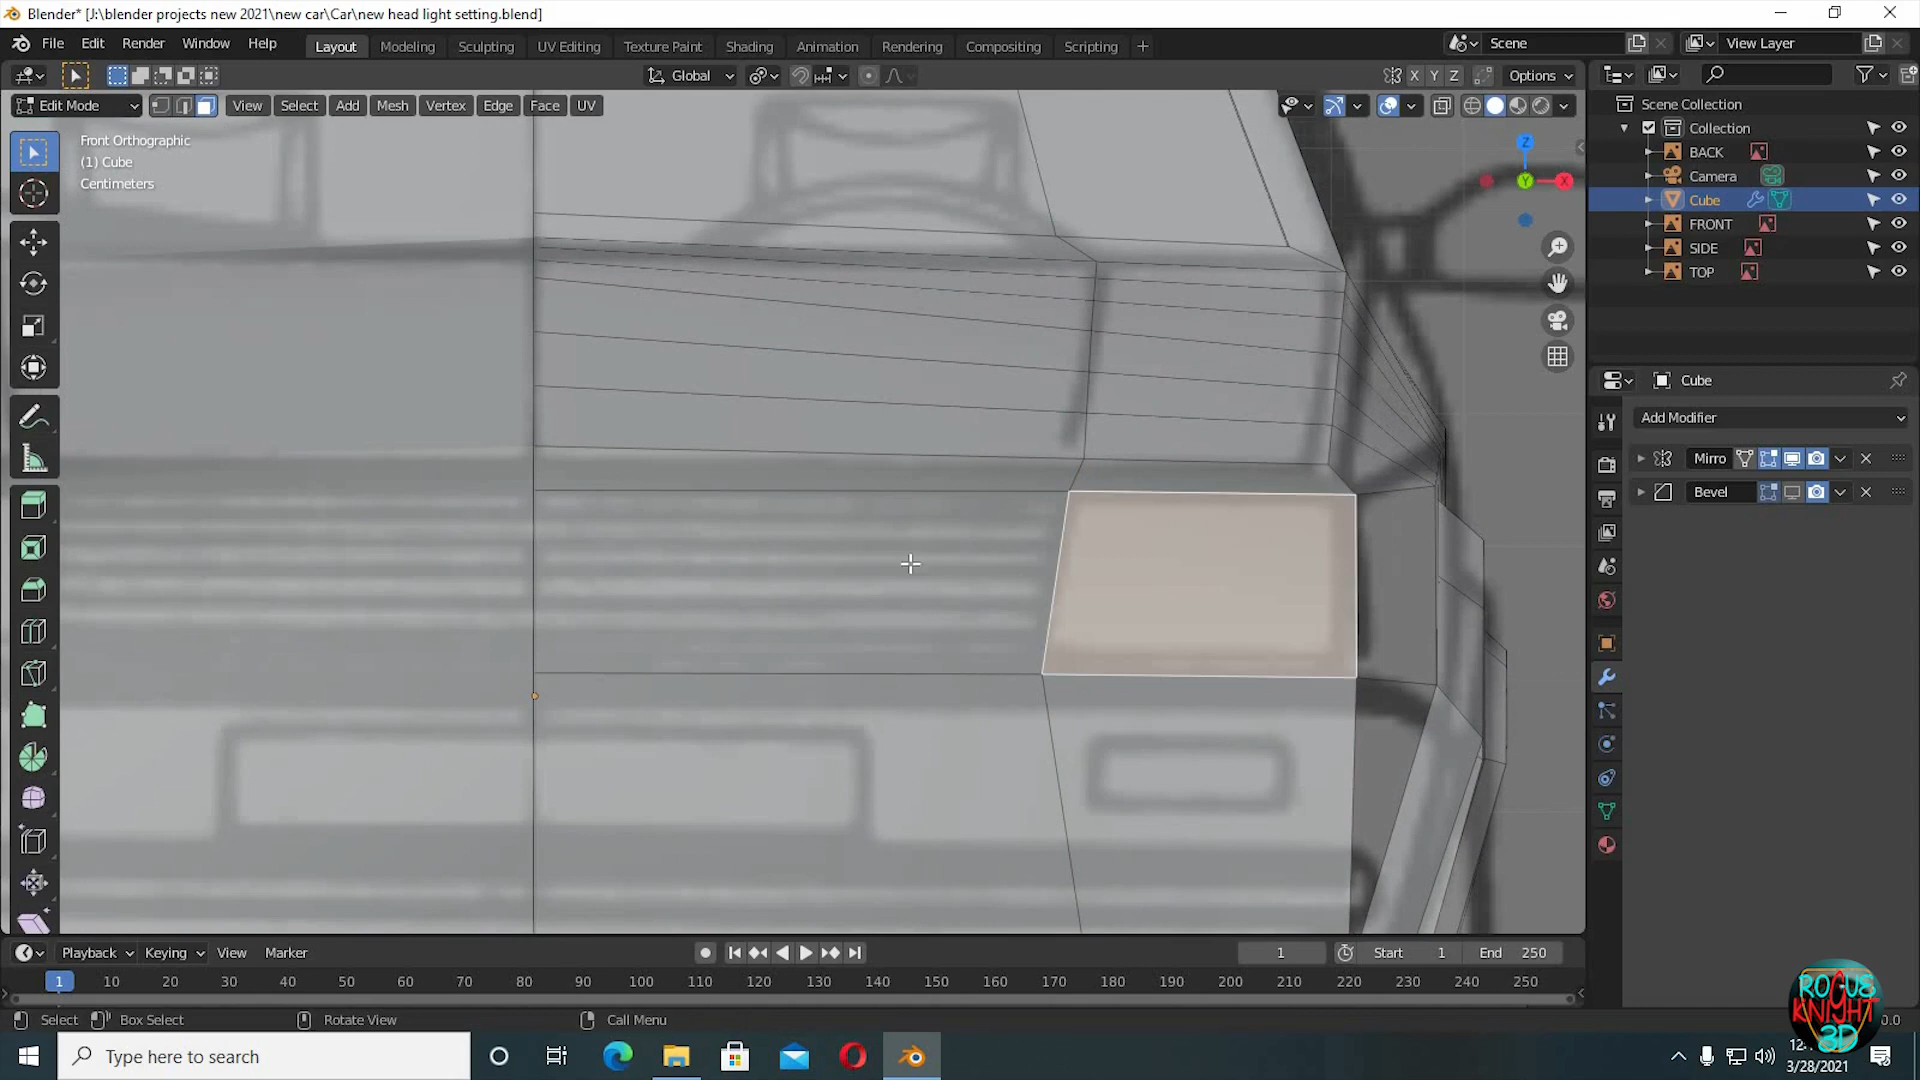 Blender* [J:\blender projects new 2021\new car\Car\new head light setting.blend]
File Edit Render Window Help Layout Modeling Sculpting UV Editing Texture Paint Shading Animation Rendering Compositing Scripting + Scene View Layer
Global X Y Z Options
Edit Mode View Select Add Mesh Vertex Edge Face UV
Scene Collection
Collection
BACK
Camera
Cube
FRONT
SIDE
TOP
Front Orthographic
(1) Cube
Centimeters
Z
Y
X
Cube
Add Modifier
Mirro
Bevel
Playback Keying View Marker 1 Start 1 End 250
1 10 20 30 40 50 60 70 80 90 100 110 120 130 140 150 160 170 180 190 200 210 220 230 240 250
Select Box Select Rotate View Call Menu
ROGUE
KNIGHT
3D
Type here to search
3/28/2021